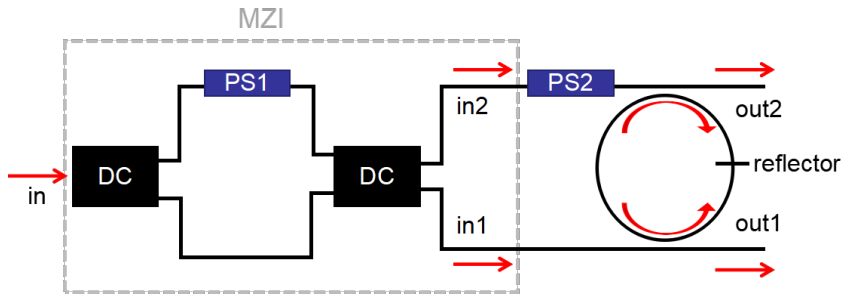 MZI
PS1
PS2
in2
out2
DC
DC
reflector
in
in1
out1